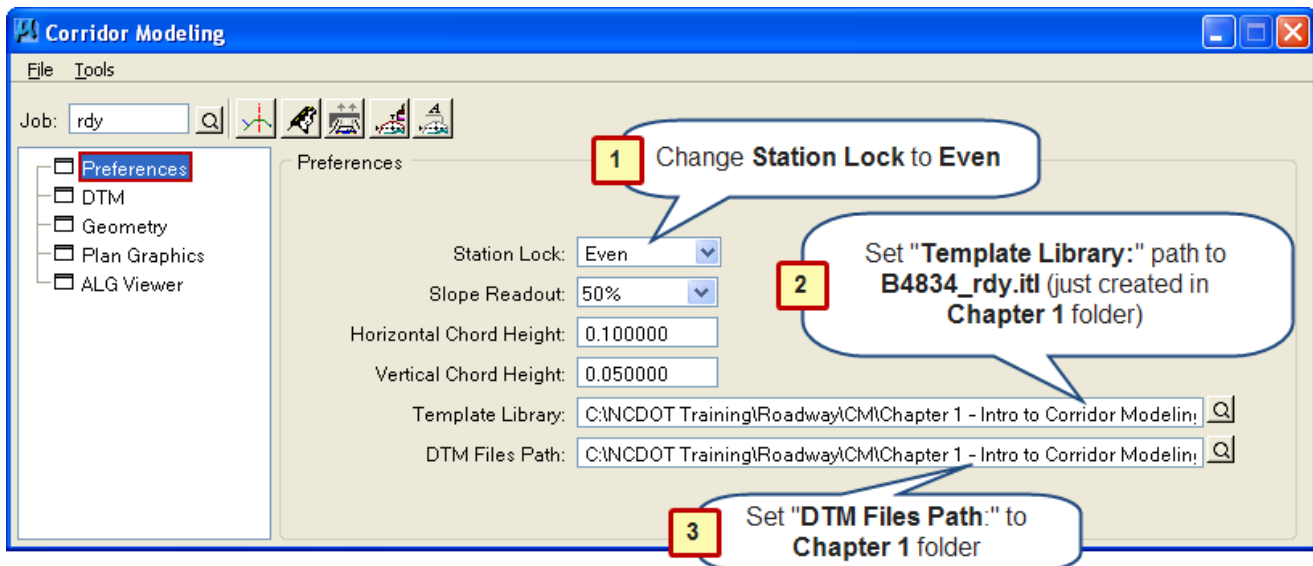 Corridor Modeling
File Tools
Job: rdy
Preferences
DTM
Geometry
Plan Graphics
ALG Viewer
Preferences
1 Change Station Lock to Even
Station Lock: Even
Slope Readout: 50%
Horizontal Chord Height: 0.100000
Vertical Chord Height: 0.050000
2 Set "Template Library:" path to
B4834_rdy.itl (just created in
Chapter 1 folder)
Template Library: C:\NCDOT Training\Roadway\CM\Chapter 1 - Intro to Corridor Modelin
DTM Files Path: C:\NCDOT Training\Roadway\CM\Chapter 1 - Intro to Corridor Modelin
3 Set "DTM Files Path:" to
Chapter 1 folder